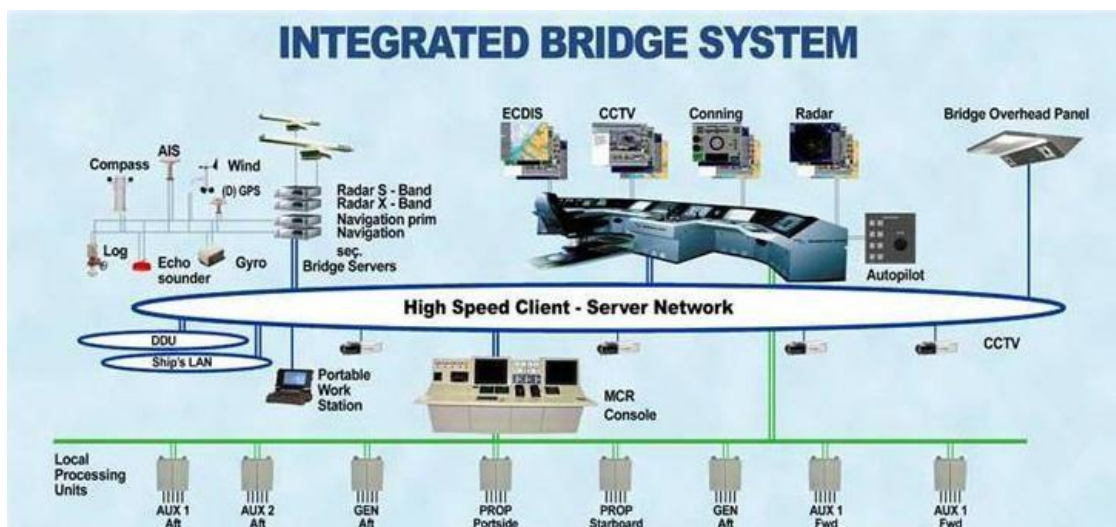 INTEGRATED BRIDGE SYSTEM
ECDIS
CCTV
Conning
Radar
Bridge Overhead Panel
Compass
AIS
Wind
(D) GPS
Radar S - Band
Radar X - Band
Navigation prim
Navigation
seç.
Bridge Servers
Log
Echo
sounder
Gyro
Autopilot
High Speed Client - Server Network
DDU
Ship's LAN
Portable
Work
Station
MCR
Console
CCTV
Local
Processing
Units
AUX 1
Aft
AUX 2
Aft
GEN
Aft
PROP
Portside
PROP
Starboard
GEN
Aft
AUX 1
Fwd
AUX 1
Fwd